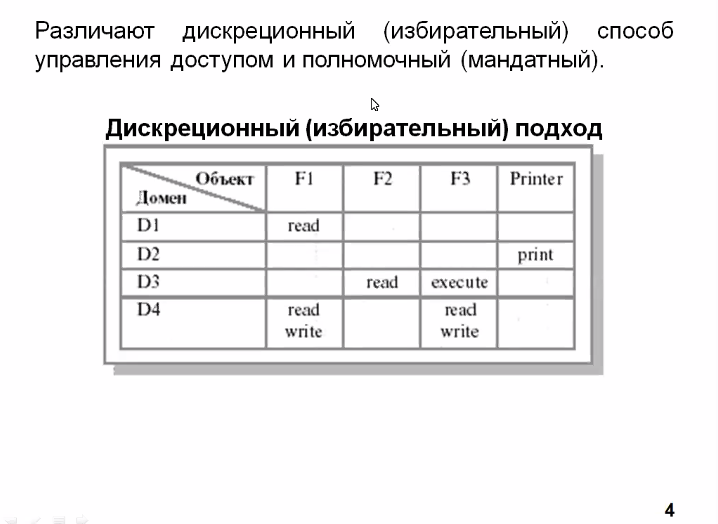 Различают дискреционный (избирательный) способ
управления доступом и полномочный (мандатный).
Дискреционный (избирательный) подход
Объект
Домен
F1 F2 F3 Printer
D1 read
D2 print
D3 read execute
D4 read read
write write
4